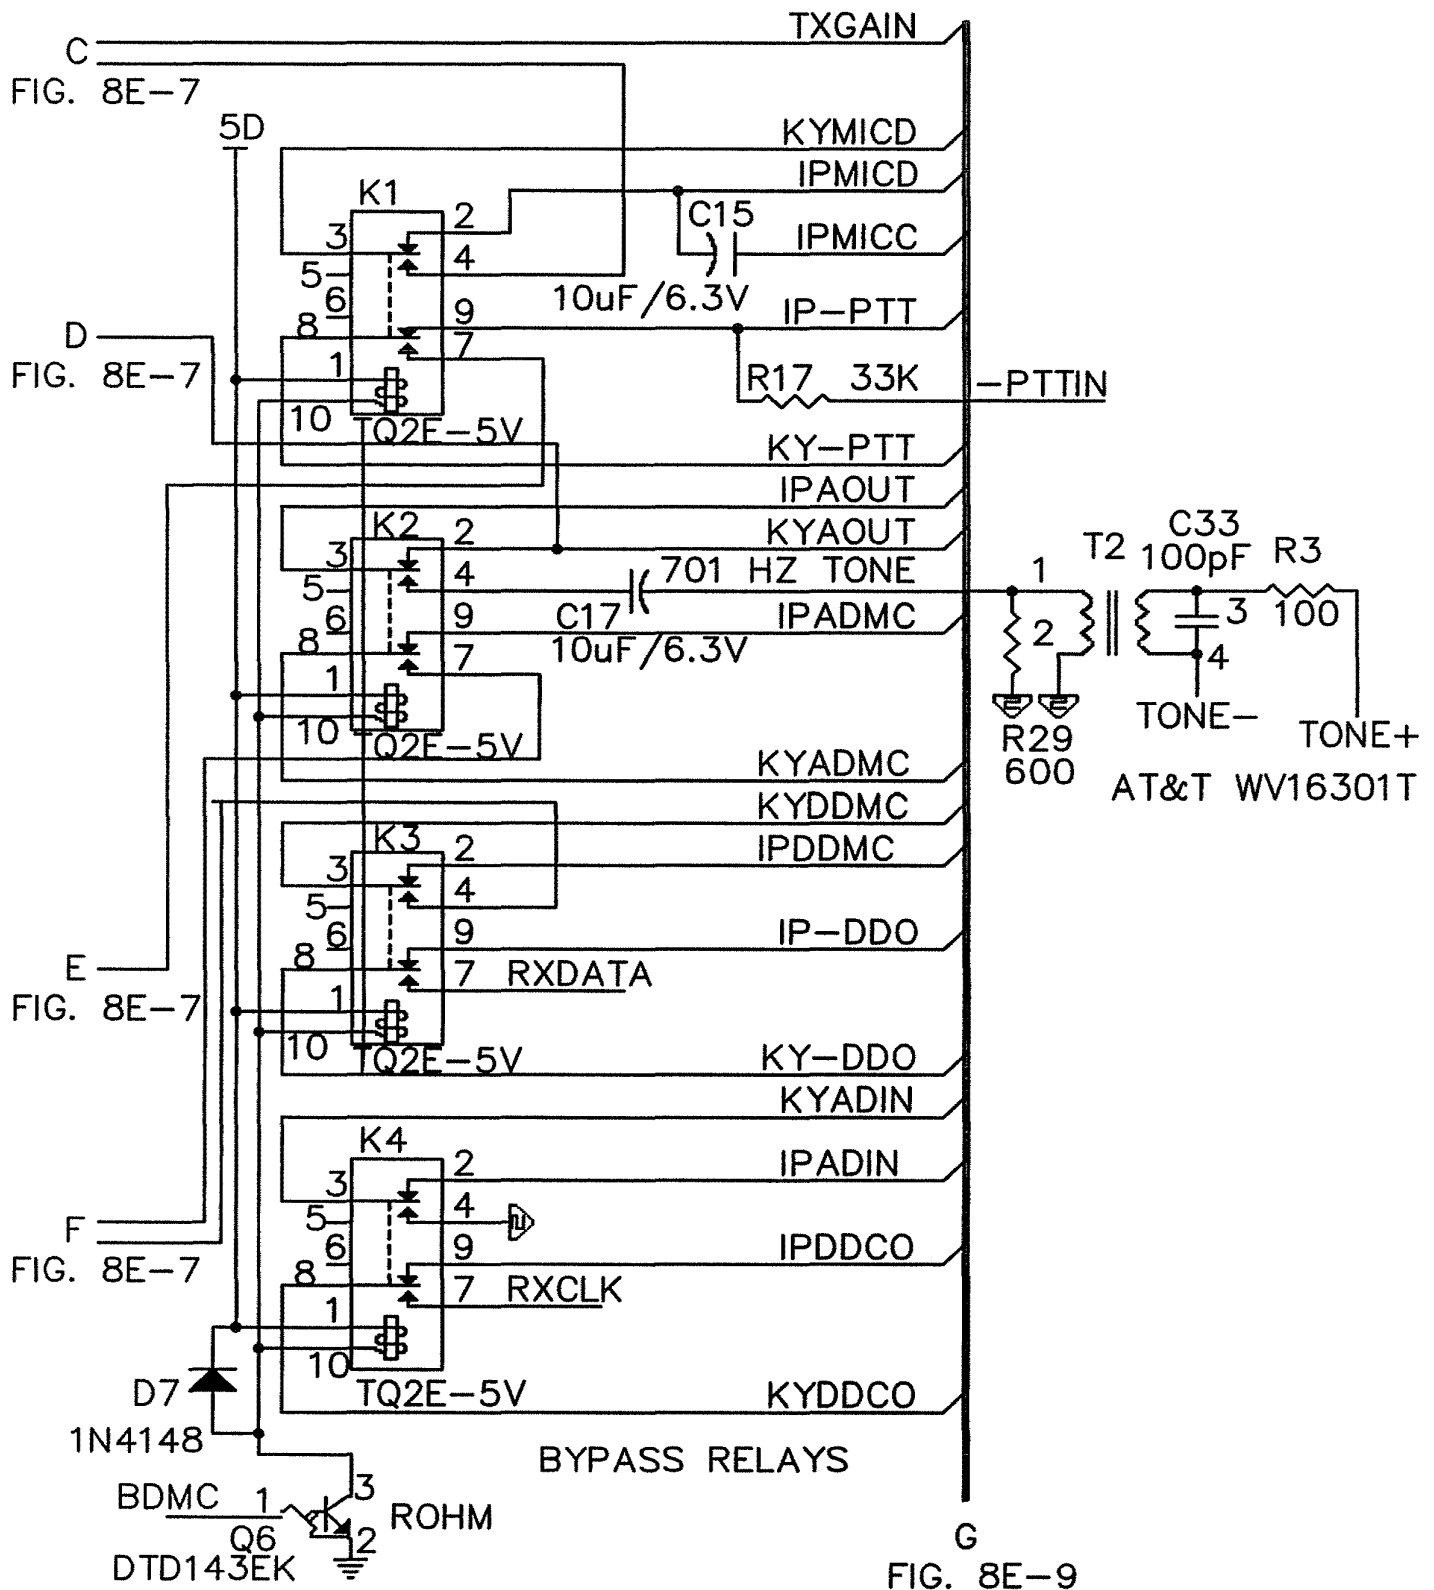 TXGAIN
C
FIG. 8E-7
5D
KYMICD
IPMICD
K1
2
C15
3
4
IPMICC
5
6
10uF/6.3V
9
IP-PTT
8
D
7
FIG. 8E-7
1
R17 33K
-PTTIN
10
TQ2E-5V
KY-PTT
IPAOUT
K2
2
KYAOUT
C33
T2
100pF
R3
3
4
701 HZ TONE
1
5
6
9
C17
IPADMC
2
3
100
8
7
10uF/6.3V
4
1
TONE-
10
TQ2E-5V
R29
TONE+
KYADMC
600
AT&T WV16301T
KYDDMC
K3
2
IPDDMC
3
4
5
6
9
IP-DDO
8
7
RXDATA
E
FIG. 8E-7
1
10
TQ2E-5V
KY-DDO
KYADIN
K4
2
IPADIN
3
4
5
F
6
9
IPDDCO
FIG. 8E-7
8
7
RXCLK
1
10
D7
TQ2E-5V
KYDDCO
1N4148
BYPASS RELAYS
BDMC
1
3
ROHM
Q6
2
DTD143EK
G
FIG. 8E-9